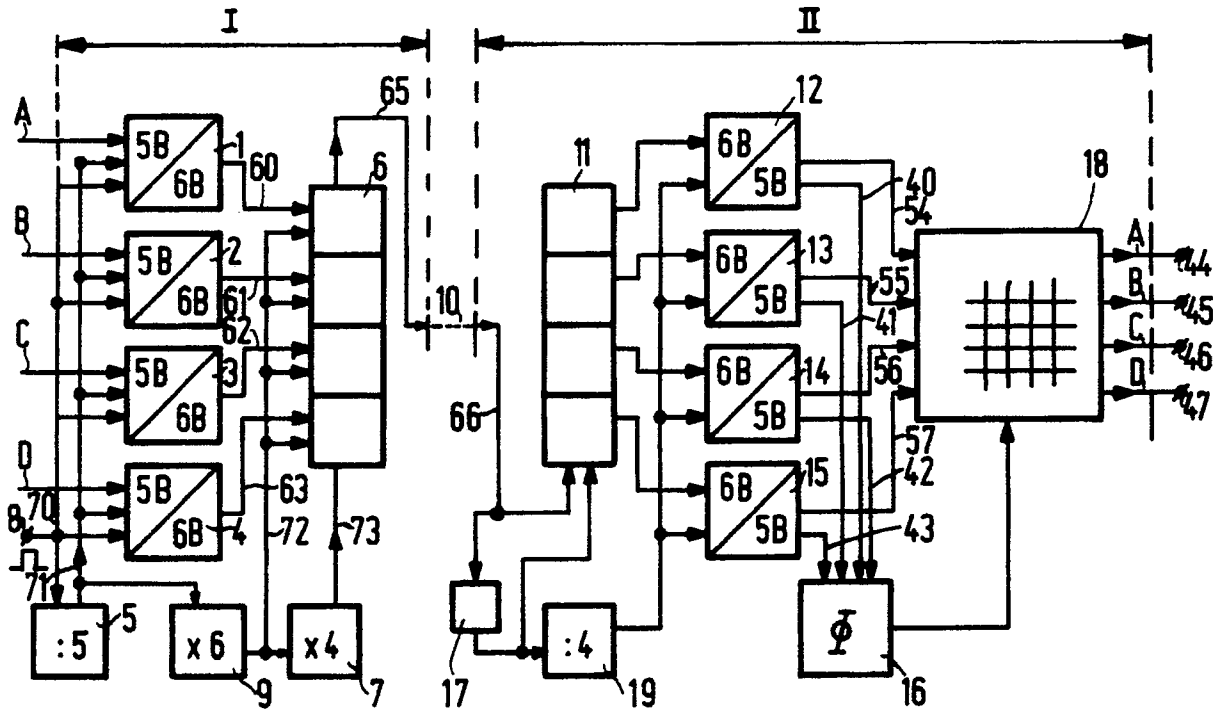 I II
65
A 5B 6B 1
60
6
11
6B 5B 12
40
54
18
B 5B 6B 2
61
62
10
6B 5B 13
55
41
56
A 44
B 45
C 46
D 47
C 5B 6B 3
66
6B 5B 14
57
42
D 5B 6B 4
63
72
73
6B 5B 15
43
8 70
71
: 5 5
x 6 9
x 4 7
17
: 4 19
Φ 16